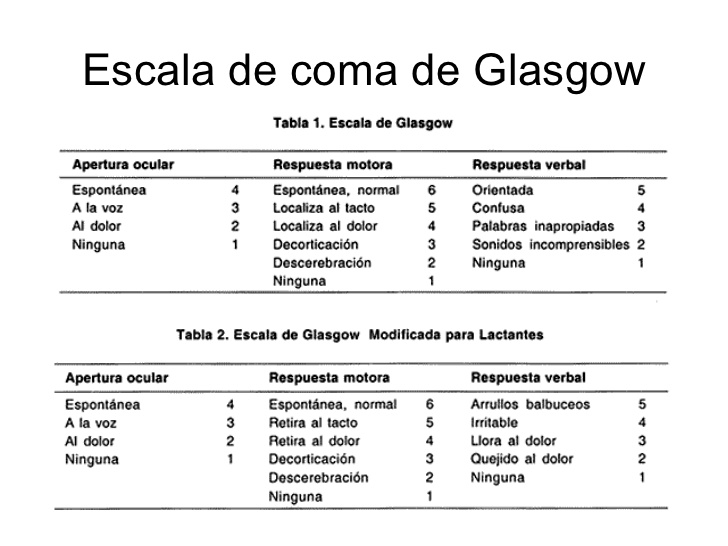 Escala de coma de Glasgow
Tabla 1. Escala de Glasgow
Apertura ocular Respuesta motora Respuesta verbal
Espontánea 4 Espontánea, normal 6 Orientada 5
A la voz 3 Localiza al tacto 5 Confusa 4
Al dolor 2 Localiza al dolor 4 Palabras inapropiadas 3
Ninguna 1 Decorticación 3 Sonidos incomprensibles 2
Descerebración 2 Ninguna 1
Ninguna 1
Tabla 2. Escala de Glasgow Modificada para Lactantes
Apertura ocular Respuesta motora Respuesta verbal
Espontánea 4 Espontánea, normal 6 Arrullos balbuceos 5
A la voz 3 Retira al tacto 5 Irritable 4
Al dolor 2 Retira al dolor 4 Llora al dolor 3
Ninguna 1 Decorticación 3 Quejido al dolor 2
Descerebración 2 Ninguna 1
Ninguna 1